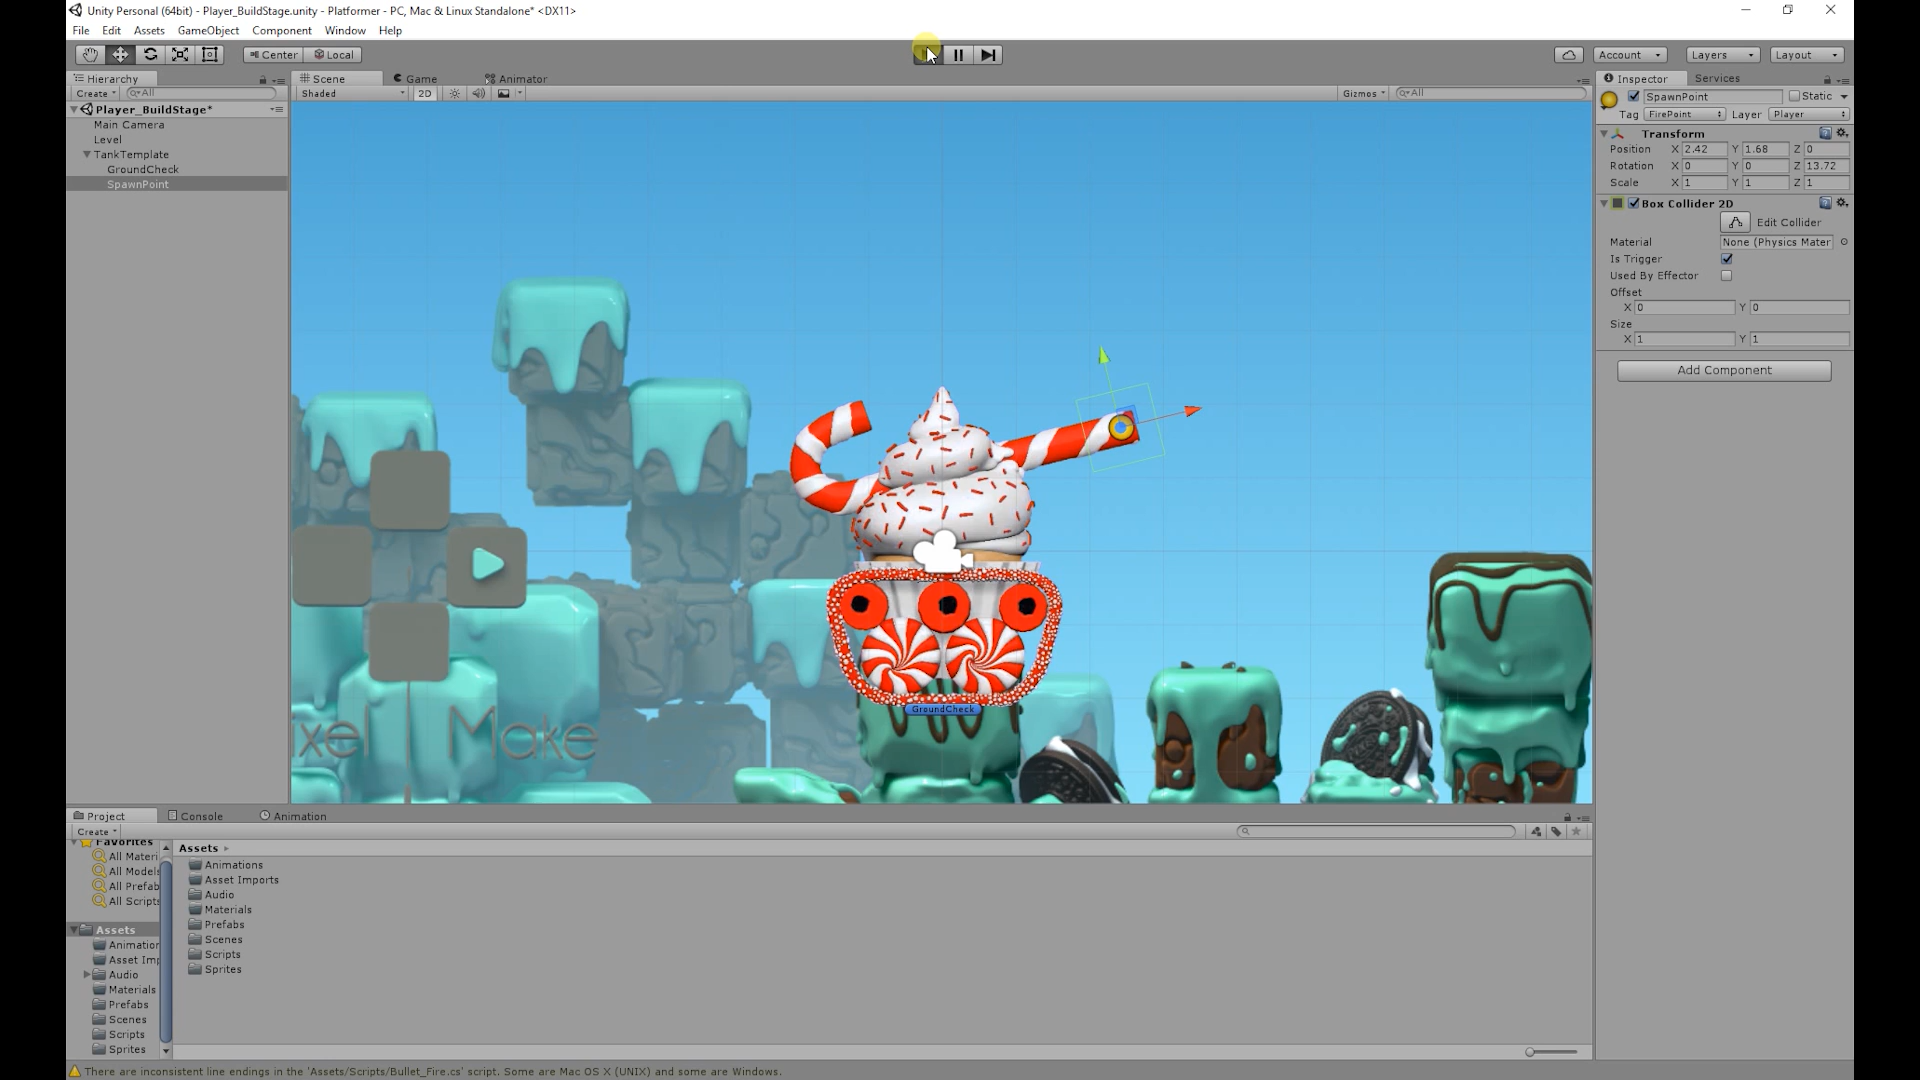 Unity Personal (64bit) - Player_BuildStage.unity - Platformer - PC, Mac & Linux Standalone* <DX11>
File Edit Assets GameObject Component Window Help
Center Local Account Layers Layout
Hierarchy
Create All
Player_BuildStage*
Main Camera
Level
TankTemplate
GroundCheck
SpawnPoint
Scene Game Animator
Shaded 2D Gizmos All
GroundCheck
ixel Make
Inspector Services
SpawnPoint Static
Tag FirePoint Layer Player
Transform
Position X 2.42 Y 1.68 Z 0
Rotation X 0 Y 0 Z 13.72
Scale X 1 Y 1 Z 1
Box Collider 2D
Edit Collider
Material None (Physics Mater
Is Trigger
Used By Effector
Offset
X 0 Y 0
Size
X 1 Y 1
Add Component
Project Console Animation
Create
Favorites
All Materi
All Models
All Prefab
All Scripts
Assets
Animation
Asset Imp
Audio
Materials
Prefabs
Scenes
Scripts
Sprites
Assets
Animations
Asset Imports
Audio
Materials
Prefabs
Scenes
Scripts
Sprites
There are inconsistent line endings in the 'Assets/Scripts/Bullet_Fire.cs' script. Some are Mac OS X (UNIX) and some are Windows.